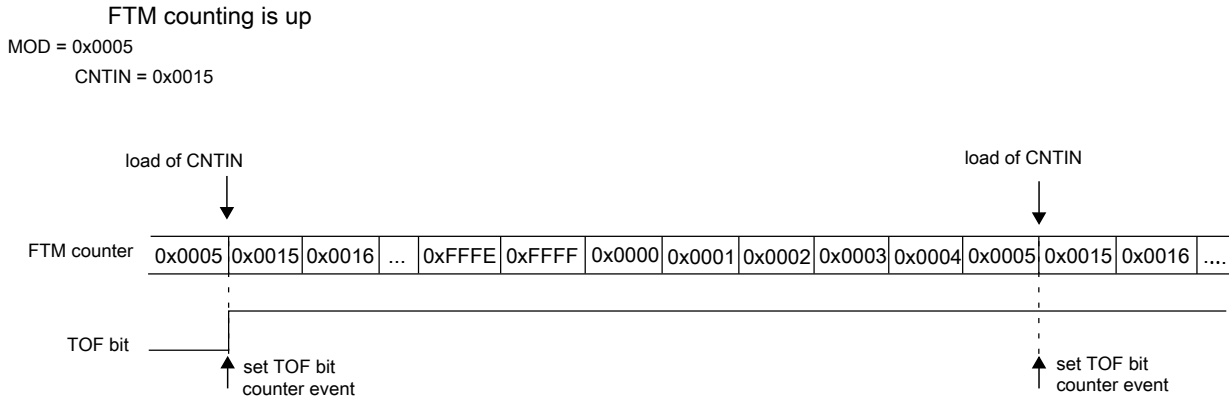 FTM counting is up
MOD = 0x0005
CNTIN = 0x0015
load of CNTIN
load of CNTIN
FTM counter 0x0005 0x0015 0x0016 ... 0xFFFE 0xFFFF 0x0000 0x0001 0x0002 0x0003 0x0004 0x0005 0x0015 0x0016 ....
TOF bit
set TOF bit
counter event
set TOF bit
counter event